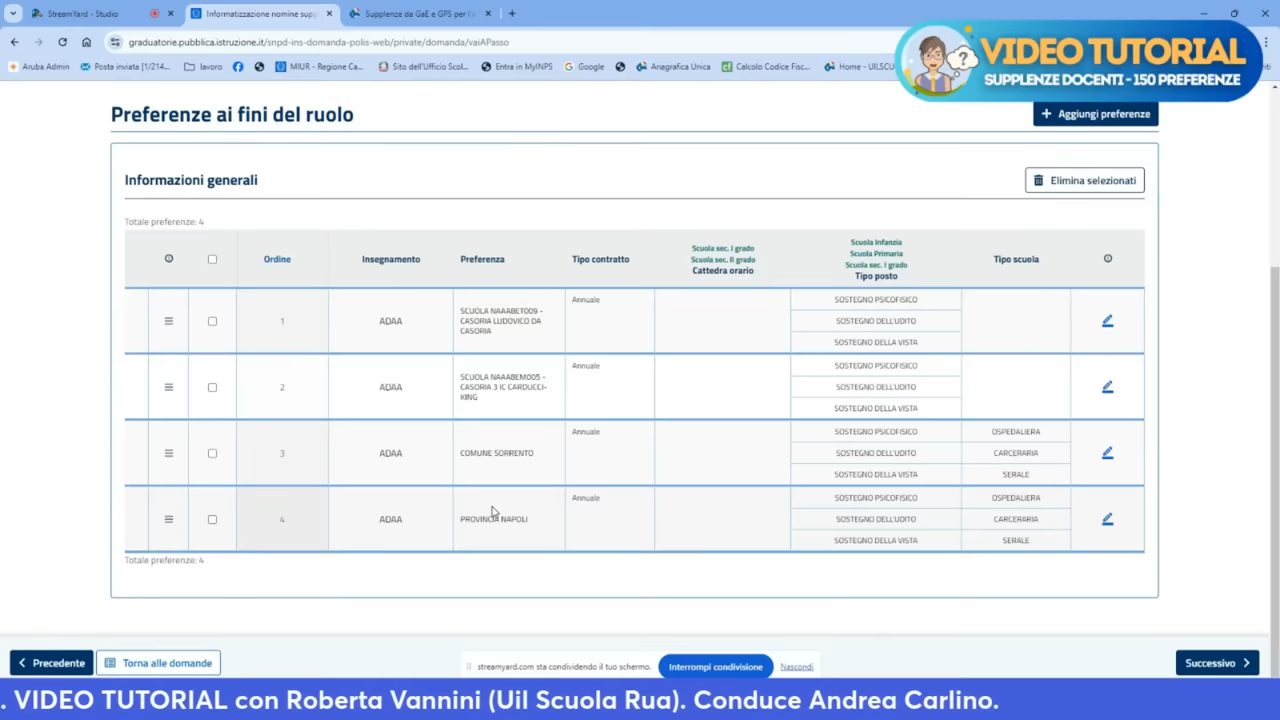 StreamYard - Studio
Informatizzazione nomine supp
Supplenze da GaE e GPS per l'a
graduatorie.pubblica.istruzione.it/snpd-ins-domanda-polis-web/private/domanda/vaiAPasso
Aruba Admin
Posta inviata (1/214...
lavoro
MIUR - Regione Ca...
Sito dell'Ufficio Scol...
Entra in MyINPS
Google
Anagrafica Unica
Calcolo Codice Fisc...
Home - UILSCU
VIDEO TUTORIAL
SUPPLENZE DOCENTI - 150 PREFERENZE
Preferenze ai fini del ruolo
+ Aggiungi preferenze
Informazioni generali
Elimina selezionati
Totale preferenze: 4
Ordine
Insegnamento
Preferenza
Tipo contratto
Scuola sec. I grado
Scuola sec. II grado
Cattedra orario
Scuola Infanzia
Scuola Primaria
Scuola sec. I grado
Tipo posto
Tipo scuola
1
ADAA
SCUOLA NAAABET009 -
CASORIA LUDOVICO DA
CASORIA
Annuale
SOSTEGNO PSICOFISICO
SOSTEGNO DELL'UDITO
SOSTEGNO DELLA VISTA
2
ADAA
SCUOLA NAAABEM005 -
CASORIA 3 IC CARDUCCI-
KING
Annuale
SOSTEGNO PSICOFISICO
SOSTEGNO DELL'UDITO
SOSTEGNO DELLA VISTA
3
ADAA
COMUNE SORRENTO
Annuale
SOSTEGNO PSICOFISICO
SOSTEGNO DELL'UDITO
SOSTEGNO DELLA VISTA
OSPEDALIERA
CARCERARIA
SERALE
4
ADAA
PROVINCIA NAPOLI
Annuale
SOSTEGNO PSICOFISICO
SOSTEGNO DELL'UDITO
SOSTEGNO DELLA VISTA
OSPEDALIERA
CARCERARIA
SERALE
Totale preferenze: 4
Precedente
Torna alle domande
streamyard.com sta condividendo il tuo schermo.
Interrompi condivisione
Nascondi
Successivo
. VIDEO TUTORIAL con Roberta Vannini (Uil Scuola Rua). Conduce Andrea Carlino.